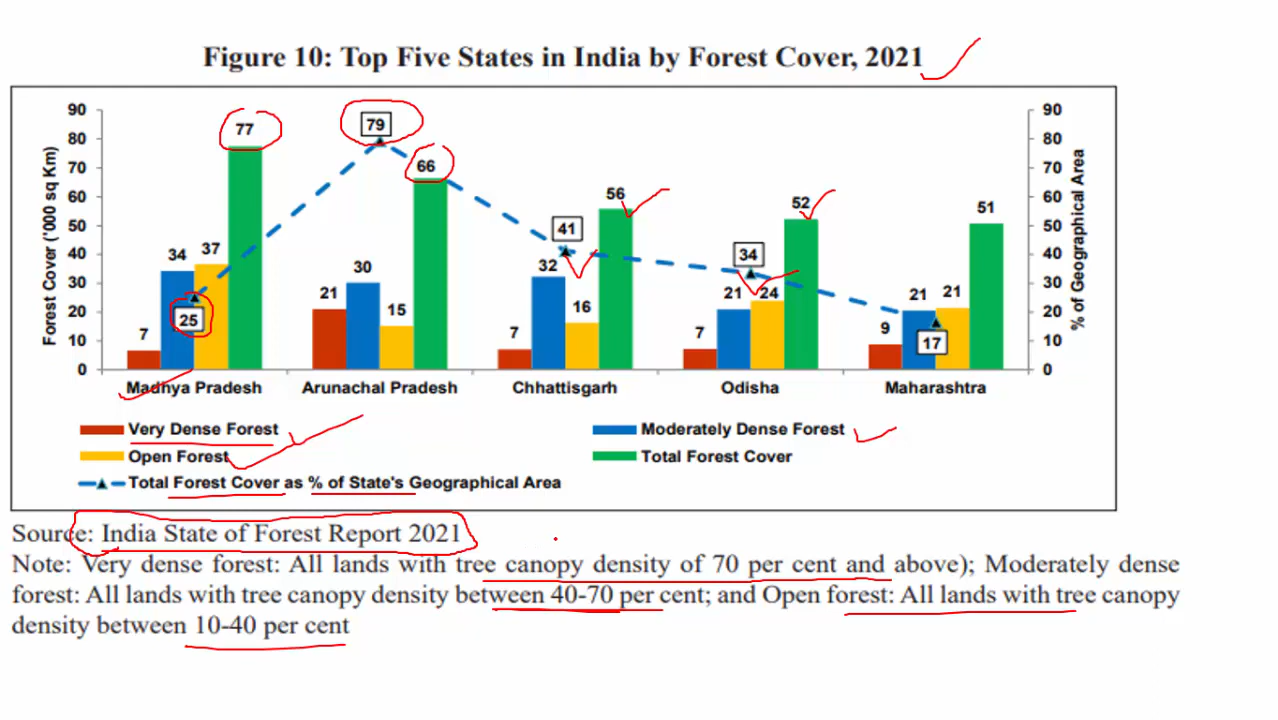 Figure 10: Top Five States in India by Forest Cover, 2021
90
80
70
60
50
40
30
20
10
0
Forest Cover ('000 sq Km)
90
80
70
60
50
40
30
20
10
0
% of Geographical Area
7 34 37 77 25
21 30 15 66 79
7 32 16 56 41
7 21 24 52 34
9 21 21 51 17
Madhya Pradesh Arunachal Pradesh Chhattisgarh Odisha Maharashtra
Very Dense Forest Moderately Dense Forest
Open Forest Total Forest Cover
Total Forest Cover as % of State's Geographical Area
Source: India State of Forest Report 2021
Note: Very dense forest: All lands with tree canopy density of 70 per cent and above); Moderately dense
forest: All lands with tree canopy density between 40-70 per cent; and Open forest: All lands with tree canopy
density between 10-40 per cent